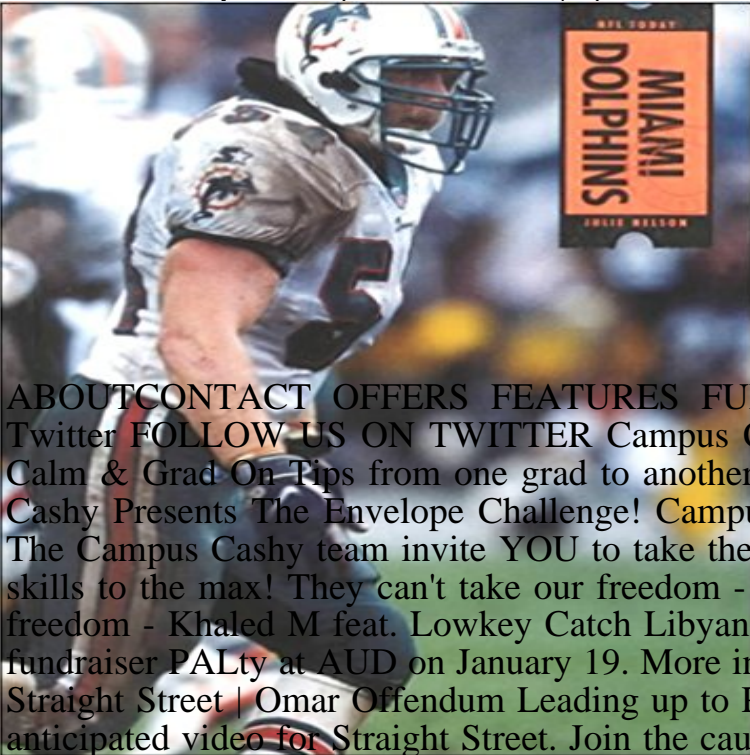 NFL TODAY
MIAMI
DOLPHINS
JULIE NELSON
5
ABOUTCONTACT OFFERS FEATURES FU
Twitter FOLLOW US ON TWITTER Campus C
Calm & Grad On Tips from one grad to another
Cashy Presents The Envelope Challenge! Campu
The Campus Cashy team invite YOU to take the
skills to the max! They can't take our freedom -
freedom - Khaled M feat. Lowkey Catch Libyan
fundraiser PALty at AUD on January 19. More in
Straight Street | Omar Offendum Leading up to
anticipated video for Straight Street. Join the cau